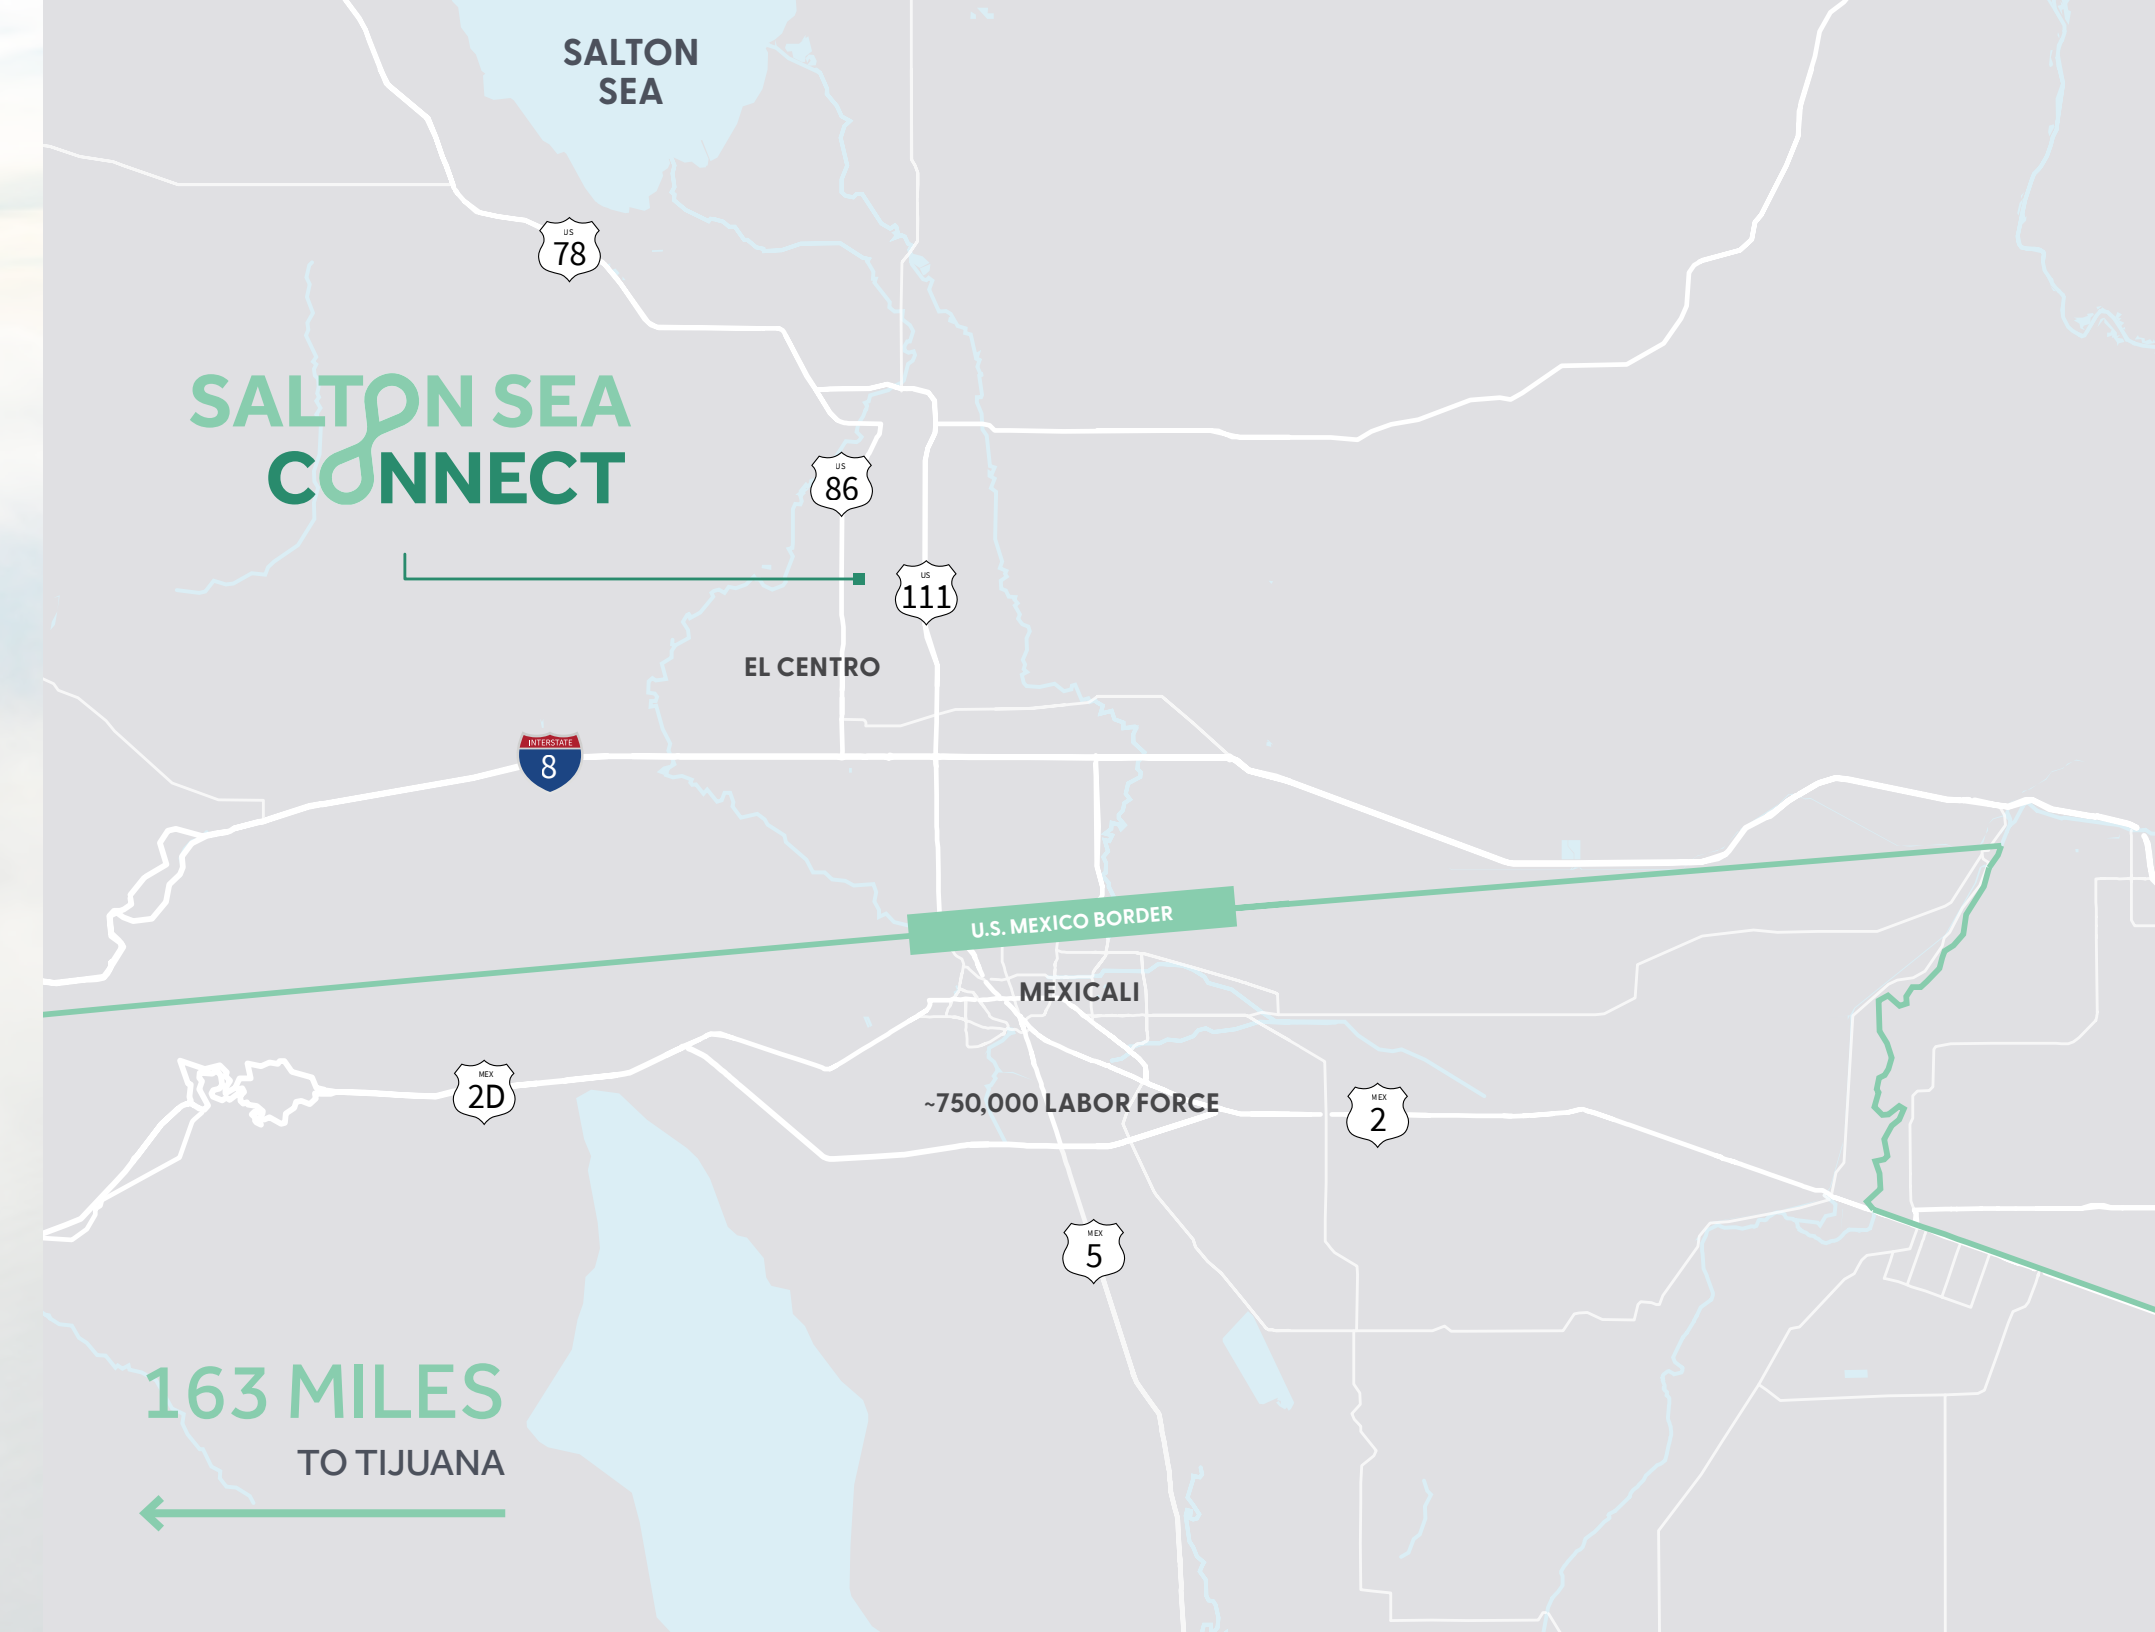 SALTON
SEA
US
78
SALTON SEA
CONNECT
US
86
US
111
EL CENTRO
INTERSTATE
8
U.S. MEXICO BORDER
MEXICALI
MEX
2D
~750,000 LABOR FORCE
MEX
2
MEX
5
163 MILES
TO TIJUANA